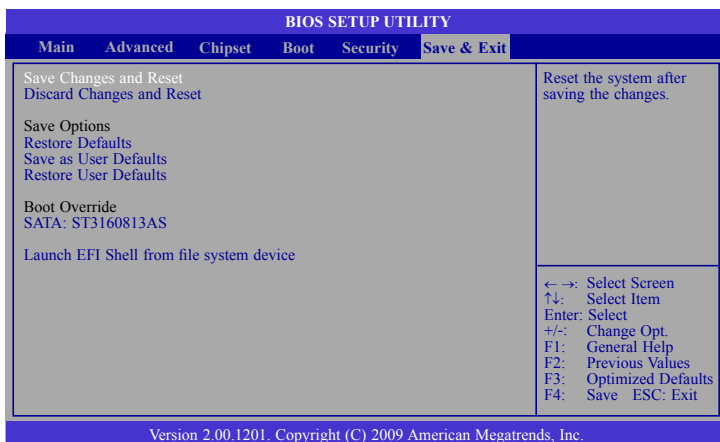 BIOS SETUP UTILITY
Main Advanced Chipset Boot Security Save & Exit
Save Changes and Reset
Discard Changes and Reset
Save Options
Restore Defaults
Save as User Defaults
Restore User Defaults
Boot Override
SATA: ST3160813AS
Launch EFI Shell from file system device
Reset the system after
saving the changes.
← →: Select Screen
↑↓: Select Item
Enter: Select
+/-: Change Opt.
F1: General Help
F2: Previous Values
F3: Optimized Defaults
F4: Save ESC: Exit
Version 2.00.1201. Copyright (C) 2009 American Megatrends, Inc.